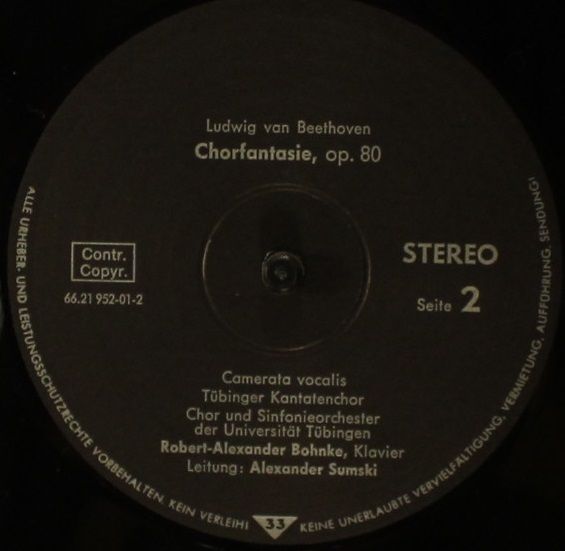 Ludwig van Beethoven
Chorfantasie, op. 80
Contr.
Copyr.
66.21 952-01-2
STEREO
Seite 2
Camerata vocalis
Tübinger Kantatenchor
Chor und Sinfonieorchester
der Universität Tübingen
Robert-Alexander Bohnke, Klavier
Leitung: Alexander Sumski
ALLE URHEBER- UND LEISTUNGSSCHUTZRECHTE VORBEHALTEN. KEIN VERLEIH! 33 KEINE UNERLAUBTE VERVIELFÄLTIGUNG, VERMIETUNG, AUFFÜHRUNG, SENDUNG!